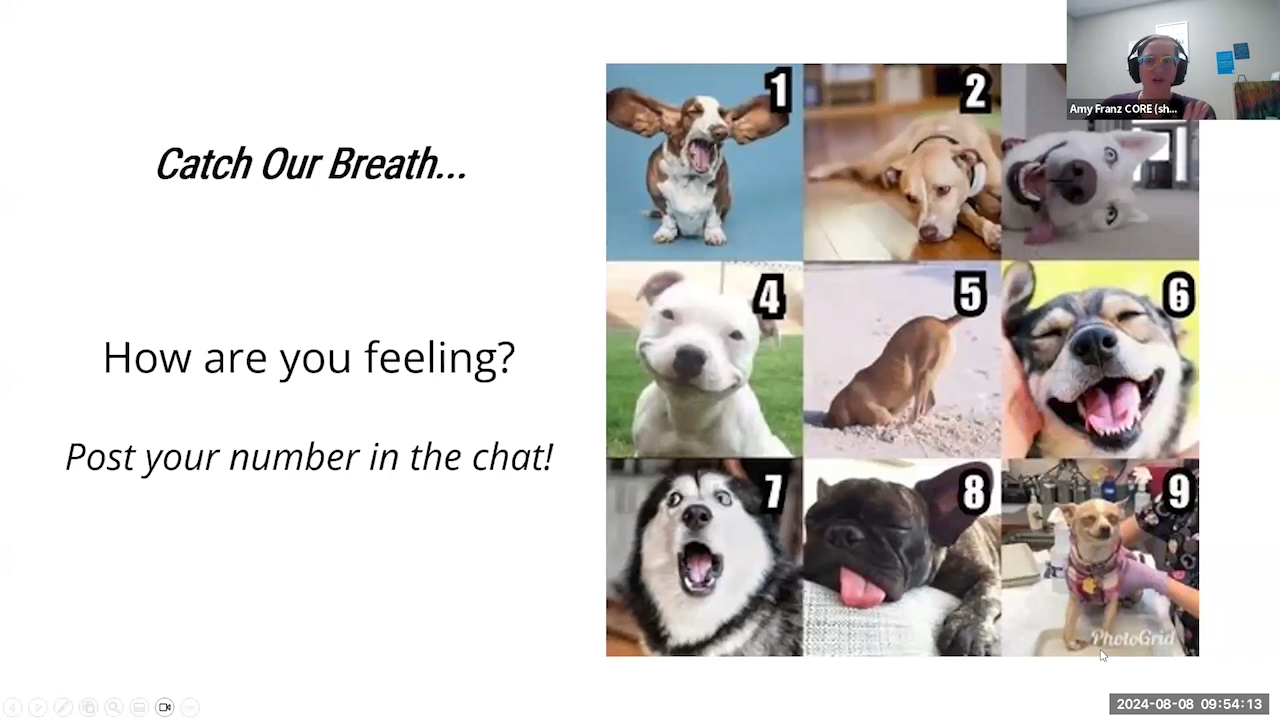 Catch Our Breath...
How are you feeling?
Post your number in the chat!
1
2
4
5
6
7
8
9
PhotoGrid
Amy Franz CORE (sh...
2024-08-08 09:54:13